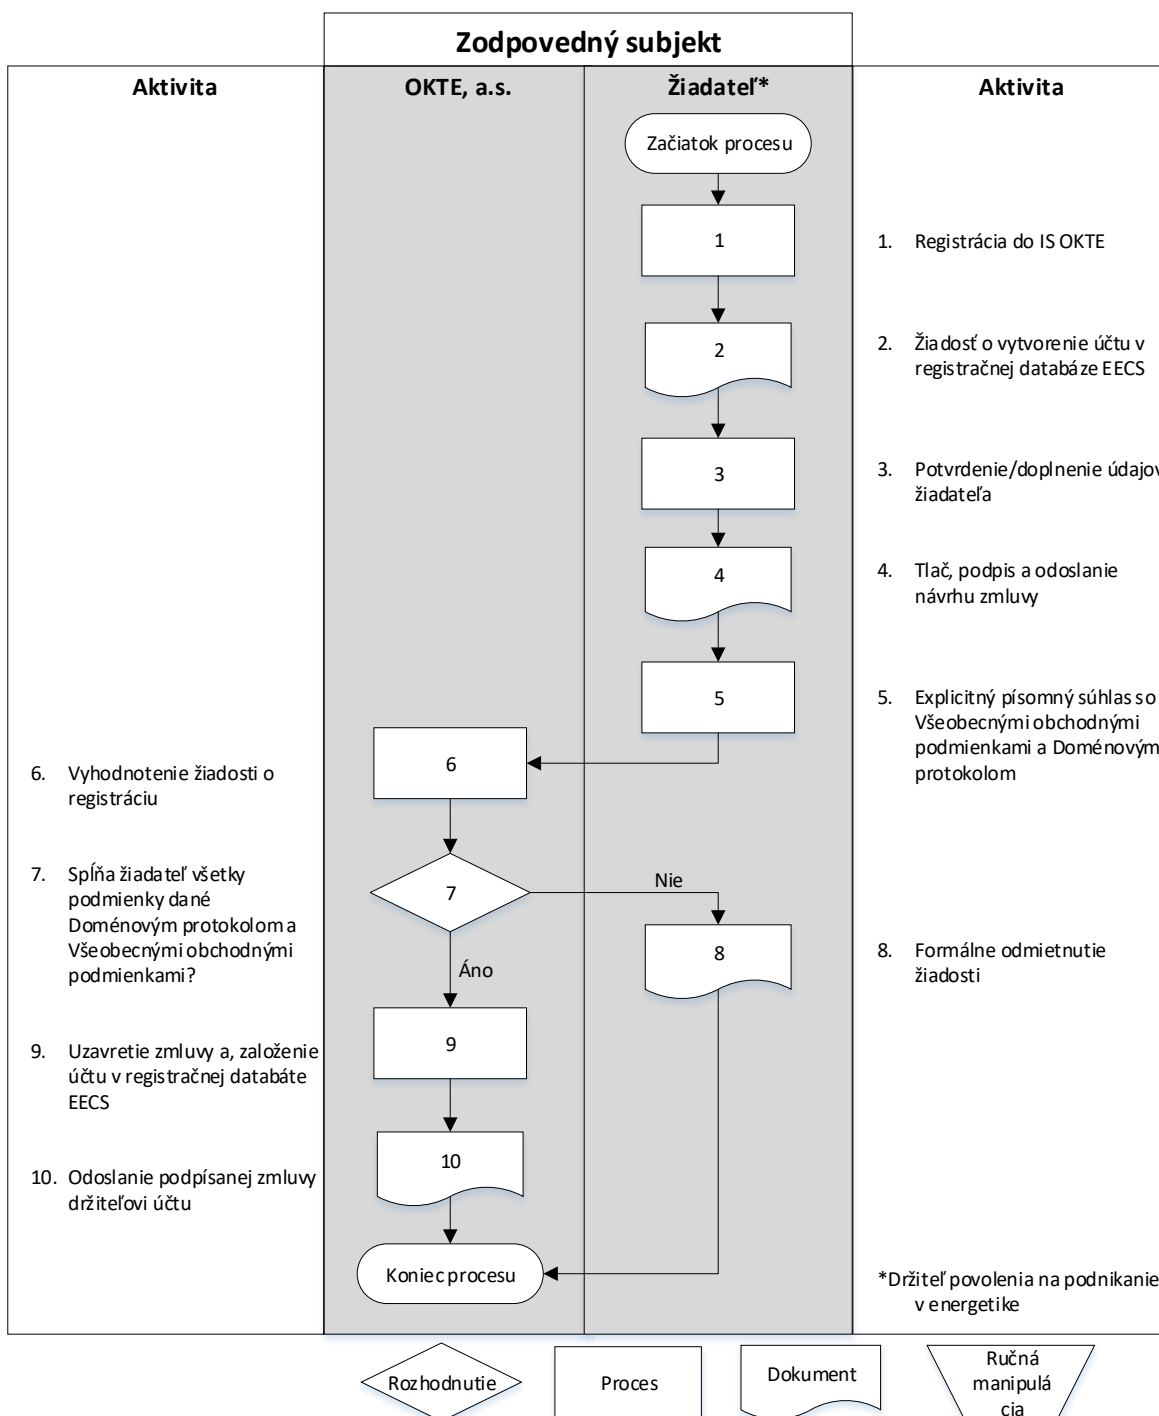 Zodpovedný subjekt
Aktivita
OKTE, a.s.
Žiadateľ*
Aktivita
Začiatok procesu
1
1. Registrácia do IS OKTE
2
2. Žiadosť o vytvorenie účtu v
registračnej databáze EECS
3
3. Potvrdenie/doplnenie údajov
žiadateľa
4
4. Tlač, podpis a odoslanie
návrhu zmluvy
5
5. Explicitný písomný súhlas so
Všeobecnými obchodnými
podmienkami a Doménovým
protokolom
6
6. Vyhodnotenie žiadosti o
registráciu
7
7. Spĺňa žiadateľ všetky
podmienky dané
Doménovým protokolom a
Všeobecnými obchodnými
podmienkami?
Nie
8
8. Formálne odmietnutie
žiadosti
Áno
9
9. Uzavretie zmluvy a, založenie
účtu v registračnej databáte
EECS
10
10. Odoslanie podpísanej zmluvy
držiteľovi účtu
Koniec procesu
*Držiteľ povolenia na podnikanie
v energetike
Rozhodnutie
Proces
Dokument
Ručná
manipulá
cia